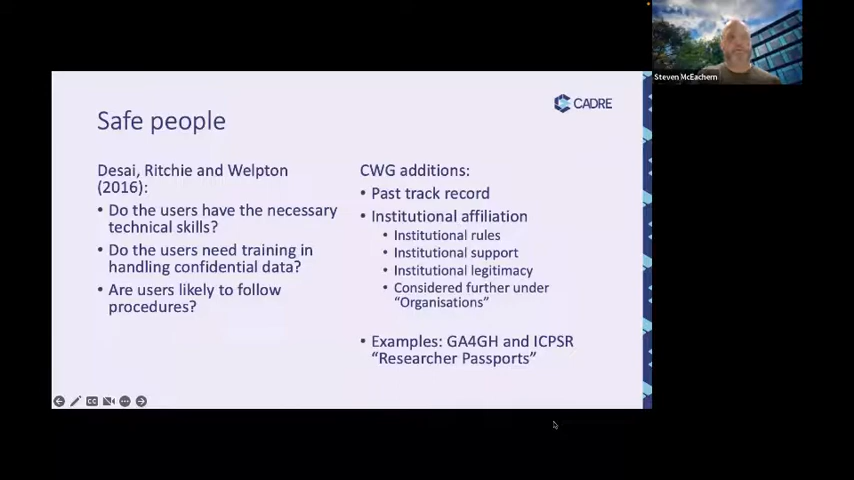 Steven McEachern
Safe people
CADRE
Desai, Ritchie and Welpton
(2016):
• Do the users have the necessary
technical skills?
• Do the users need training in
handling confidential data?
• Are users likely to follow
procedures?
CWG additions:
• Past track record
• Institutional affiliation
• Institutional rules
• Institutional support
• Institutional legitimacy
• Considered further under
“Organisations”
• Examples: GA4GH and ICPSR
“Researcher Passports”
CC